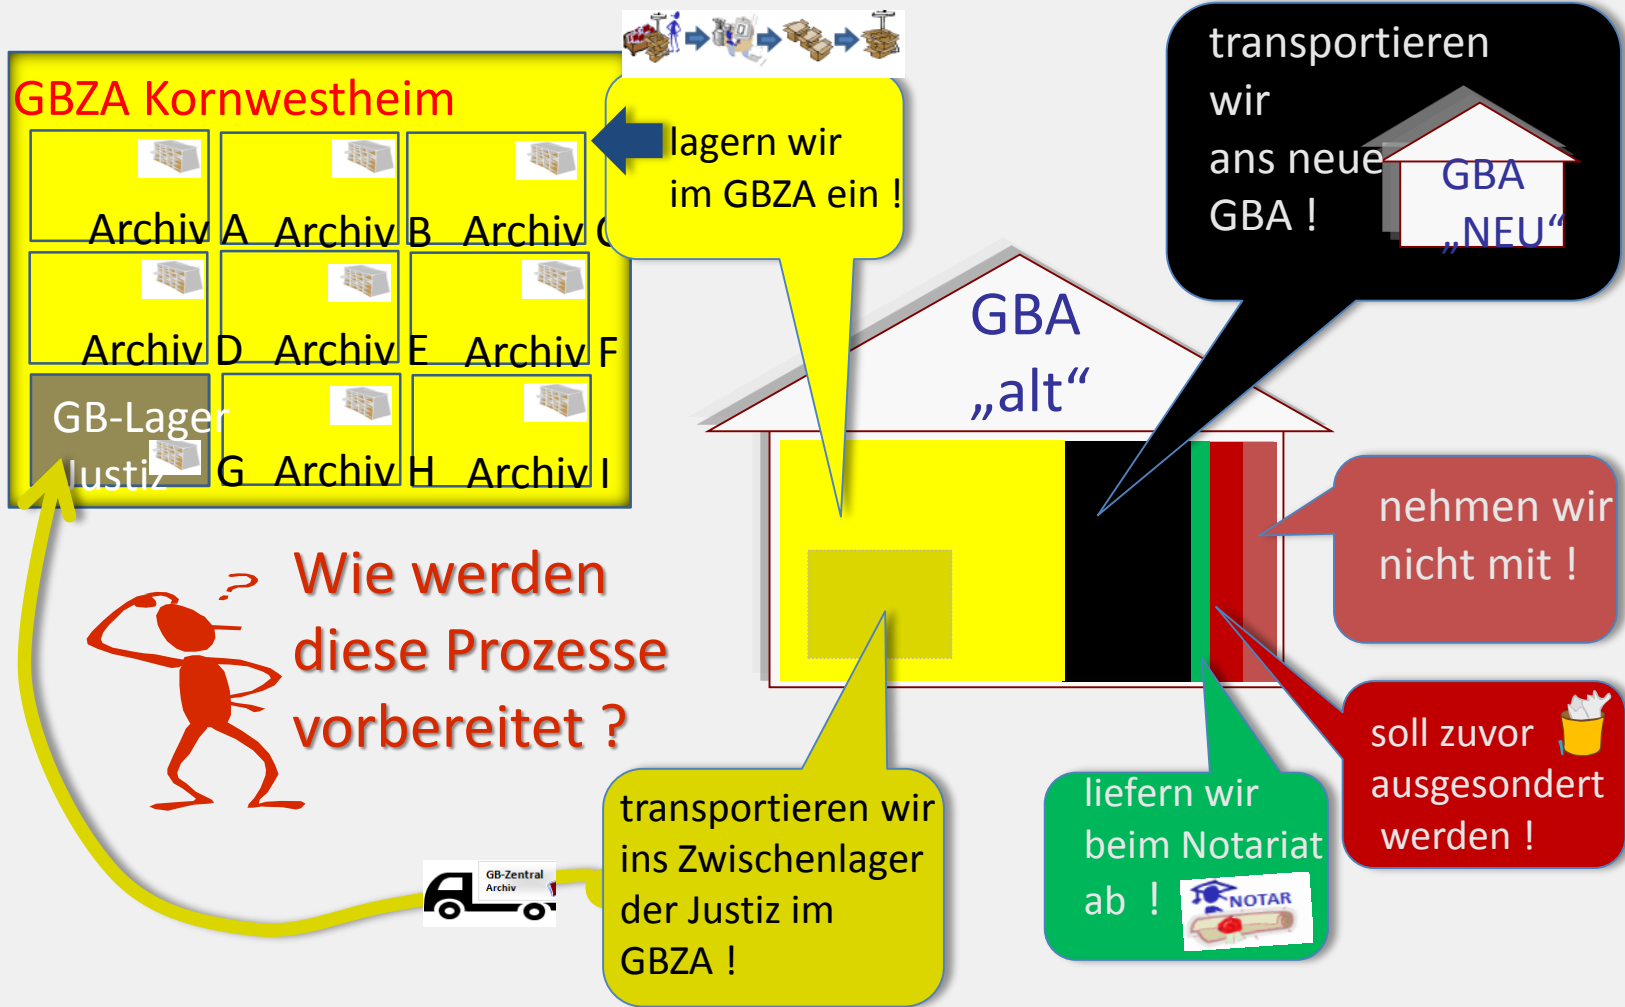 GBZA Kornwestheim
Archiv A
Archiv B
Archiv C
Archiv D
Archiv E
Archiv F
GB-Lager
Justiz
G
Archiv H
Archiv I
lagern wir
im GBZA ein !
transportieren
wir
ans neue
GBA !
GBA
„NEU“
GBA
„alt“
nehmen wir
nicht mit !
soll zuvor
ausgesondert
werden !
liefern wir
beim Notariat
ab !
NOTAR
transportieren wir
ins Zwischenlager
der Justiz im
GBZA !
GB-Zentral
Archiv
Wie werden
diese Prozesse
vorbereitet ?
?